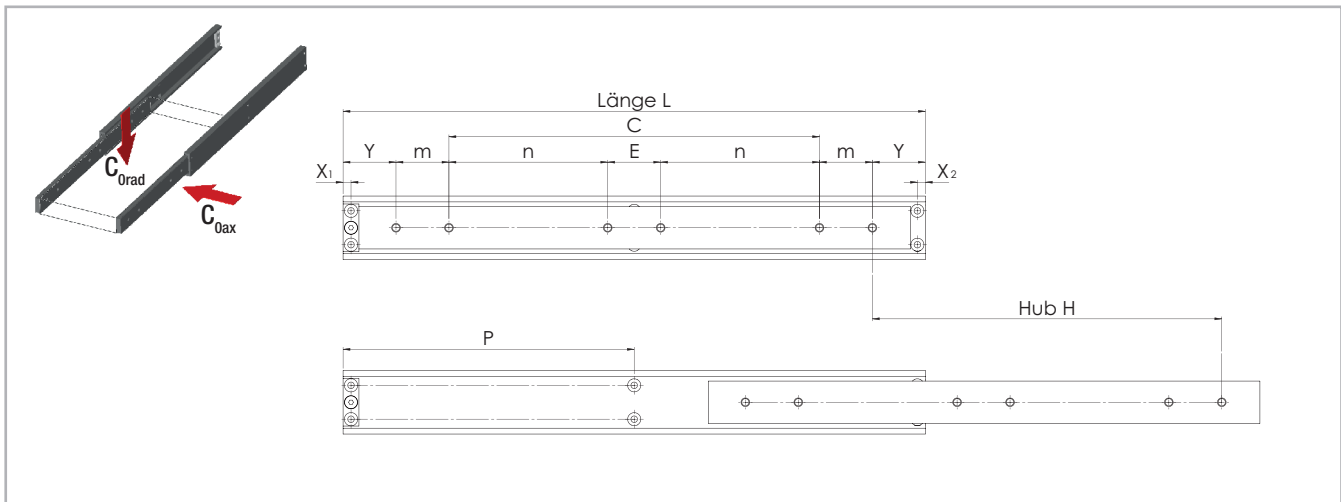 C0rad
C0ax
Länge L
C
Y m n E n m Y
X1 X2
Hub H
P